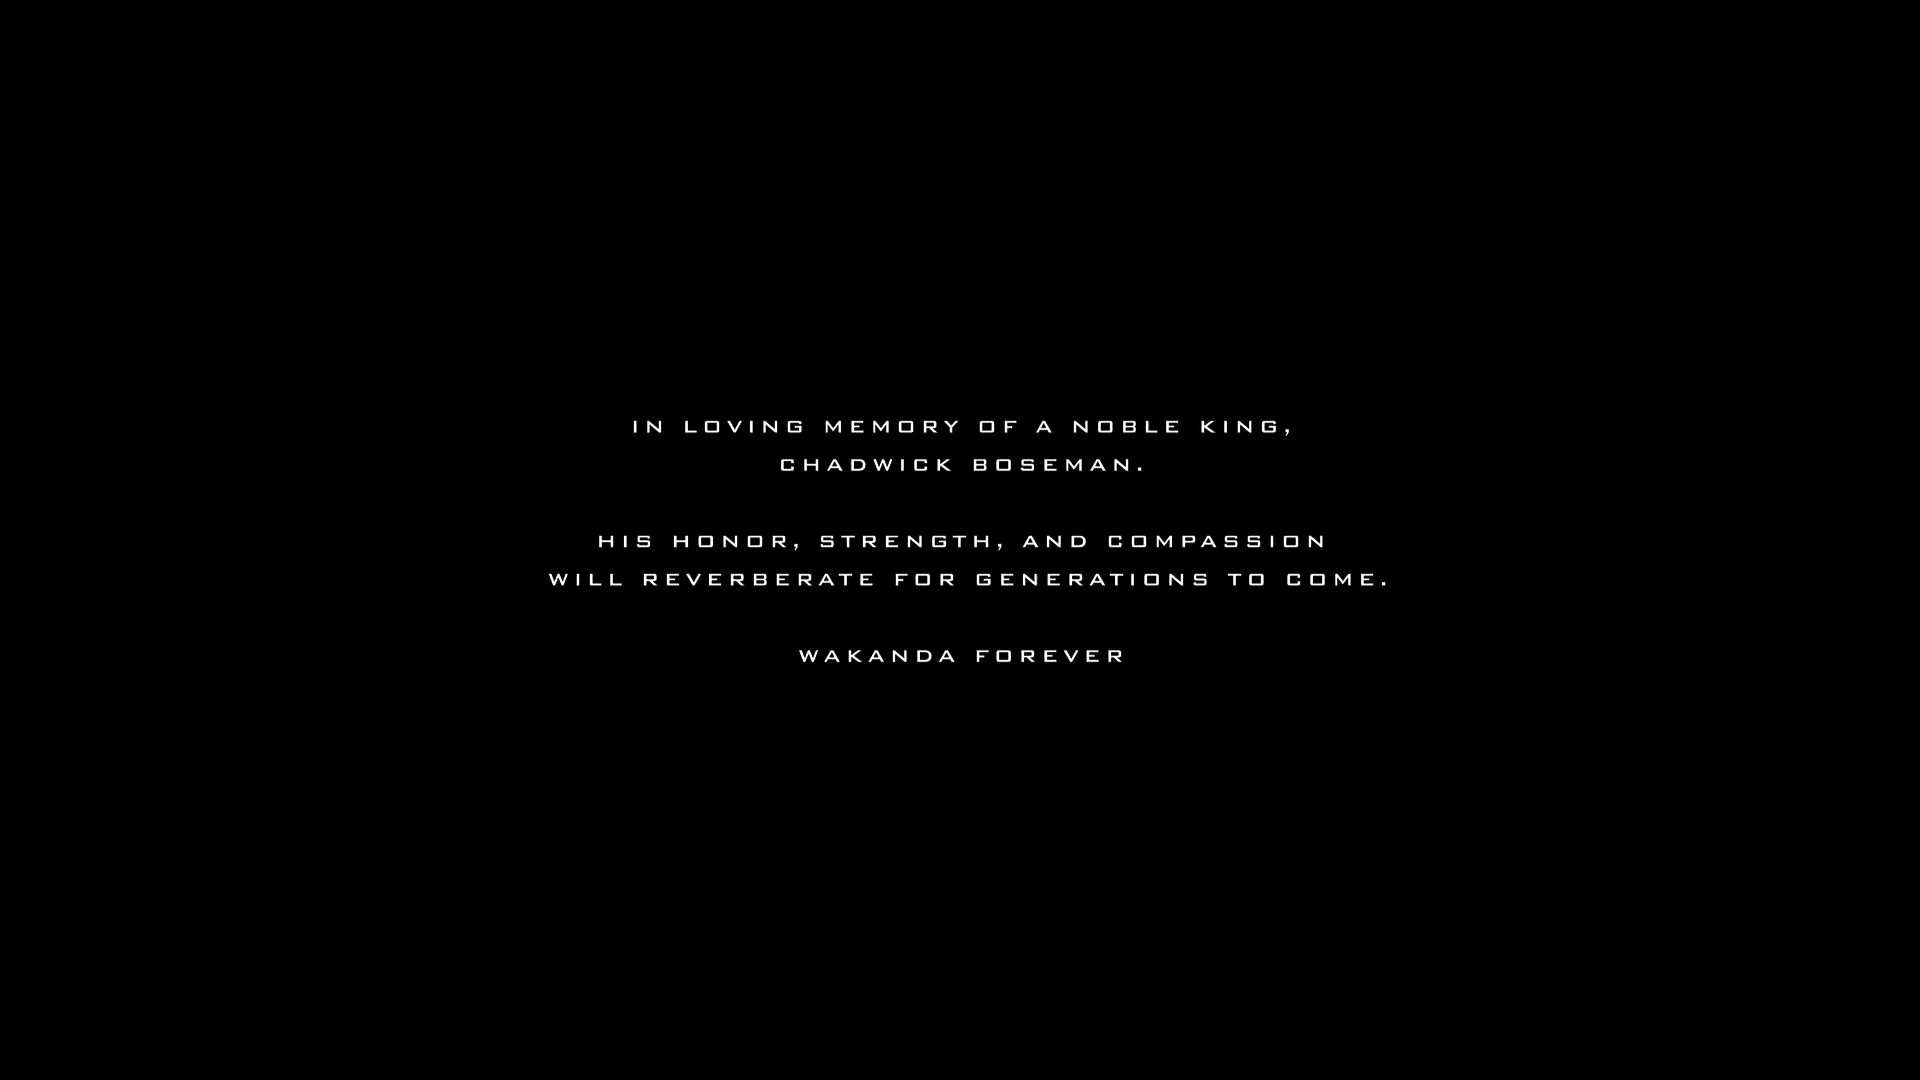 IN LOVING MEMORY OF A NOBLE KING,
CHADWICK BOSEMAN.
HIS HONOR, STRENGTH, AND COMPASSION
WILL REVERBERATE FOR GENERATIONS TO COME.
WAKANDA FOREVER